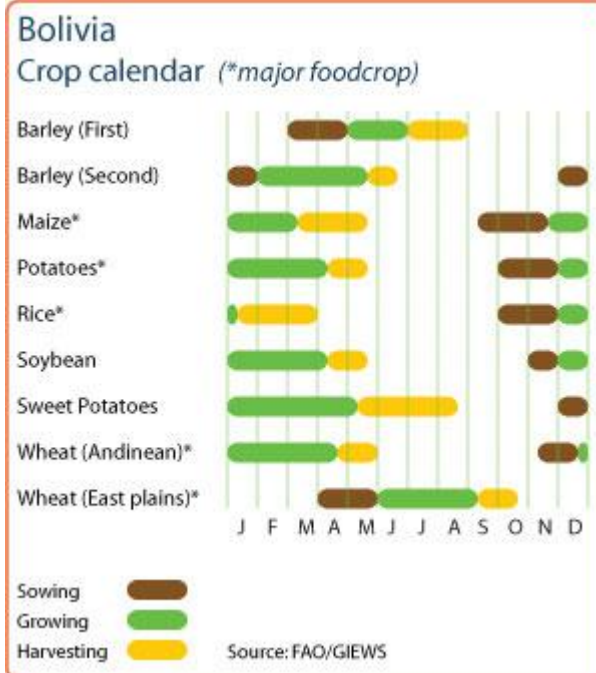 Bolivia
Crop calendar (*major foodcrop)
Barley (First)
Barley (Second)
Maize*
Potatoes*
Rice*
Soybean
Sweet Potatoes
Wheat (Andinean)*
Wheat (East plains)*
J F M A M J J A S O N D
Sowing
Growing
Harvesting
Source: FAO/GIEWS